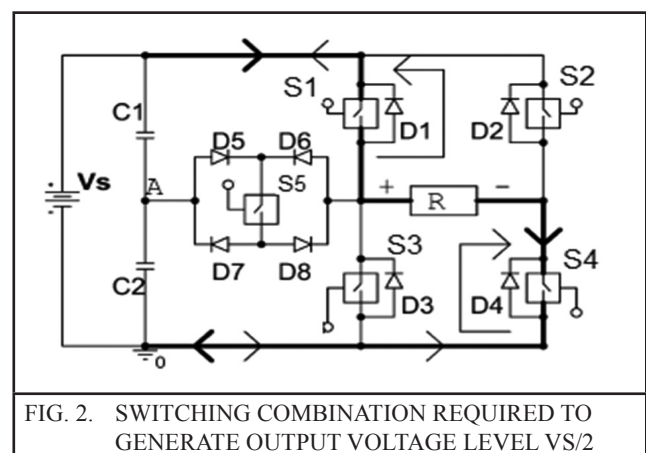 S1
S2
C1
D5
D6
D1
D2
Vs
A
S5
+
R
-
S3
S4
C2
D7
D8
D3
D4
0
FIG. 2. SWITCHING COMBINATION REQUIRED TO
GENERATE OUTPUT VOLTAGE LEVEL VS/2